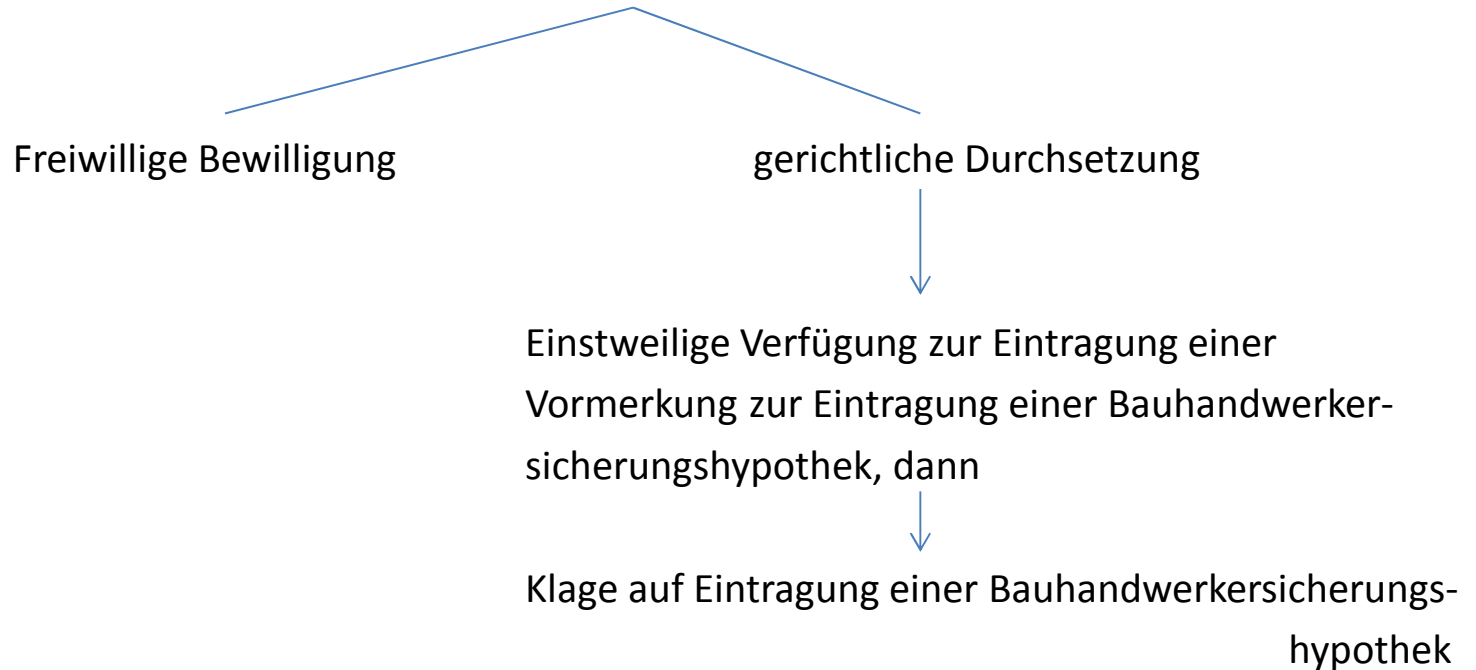 Freiwillige Bewilligung
gerichtliche Durchsetzung
Einstweilige Verfügung zur Eintragung einer
Vormerkung zur Eintragung einer Bauhandwerker-
sicherungshypothek, dann
Klage auf Eintragung einer Bauhandwerkersicherungs-
hypothek